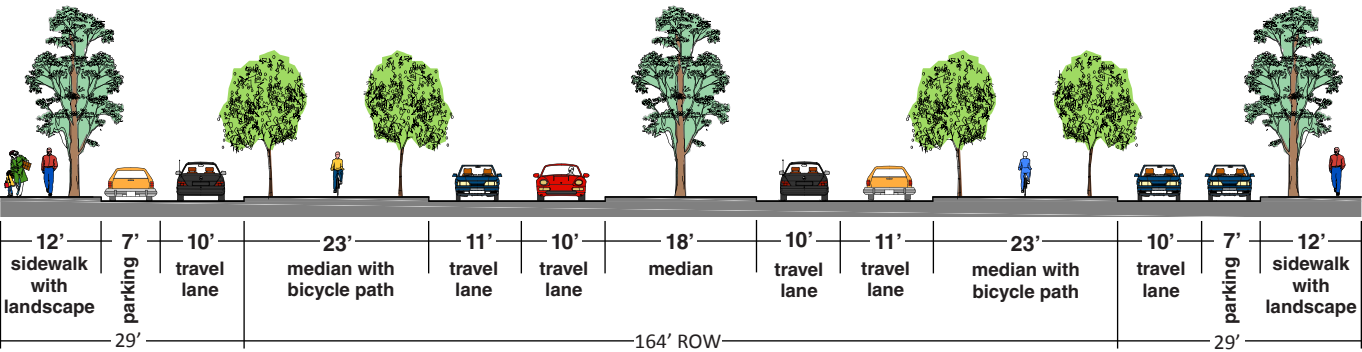 12’ 7’ 10’ 23’ 11’ 10’ 18’ 10’ 11’ 23’ 10’ 7’ 12’
sidewalk
with
landscape
parking
travel
lane
median with
bicycle path
travel
lane
travel
lane
median
travel
lane
travel
lane
median with
bicycle path
travel
lane
parking
sidewalk
with
landscape
29’ 164’ ROW 29’